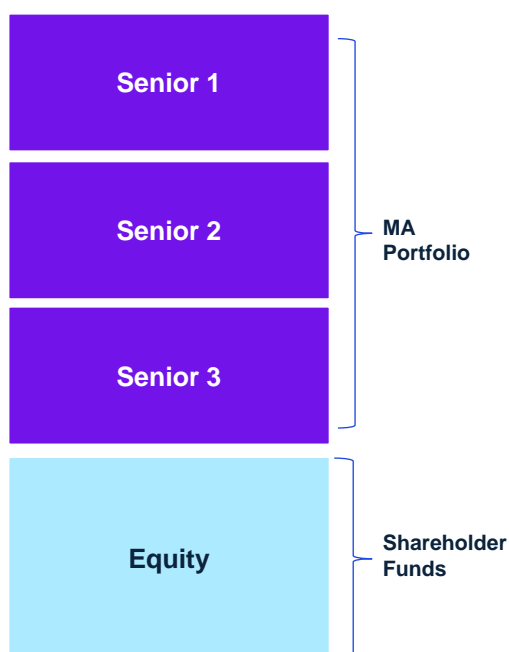 Senior 1
Senior 2
MA
Portfolio
Senior 3
Equity
Shareholder
Funds